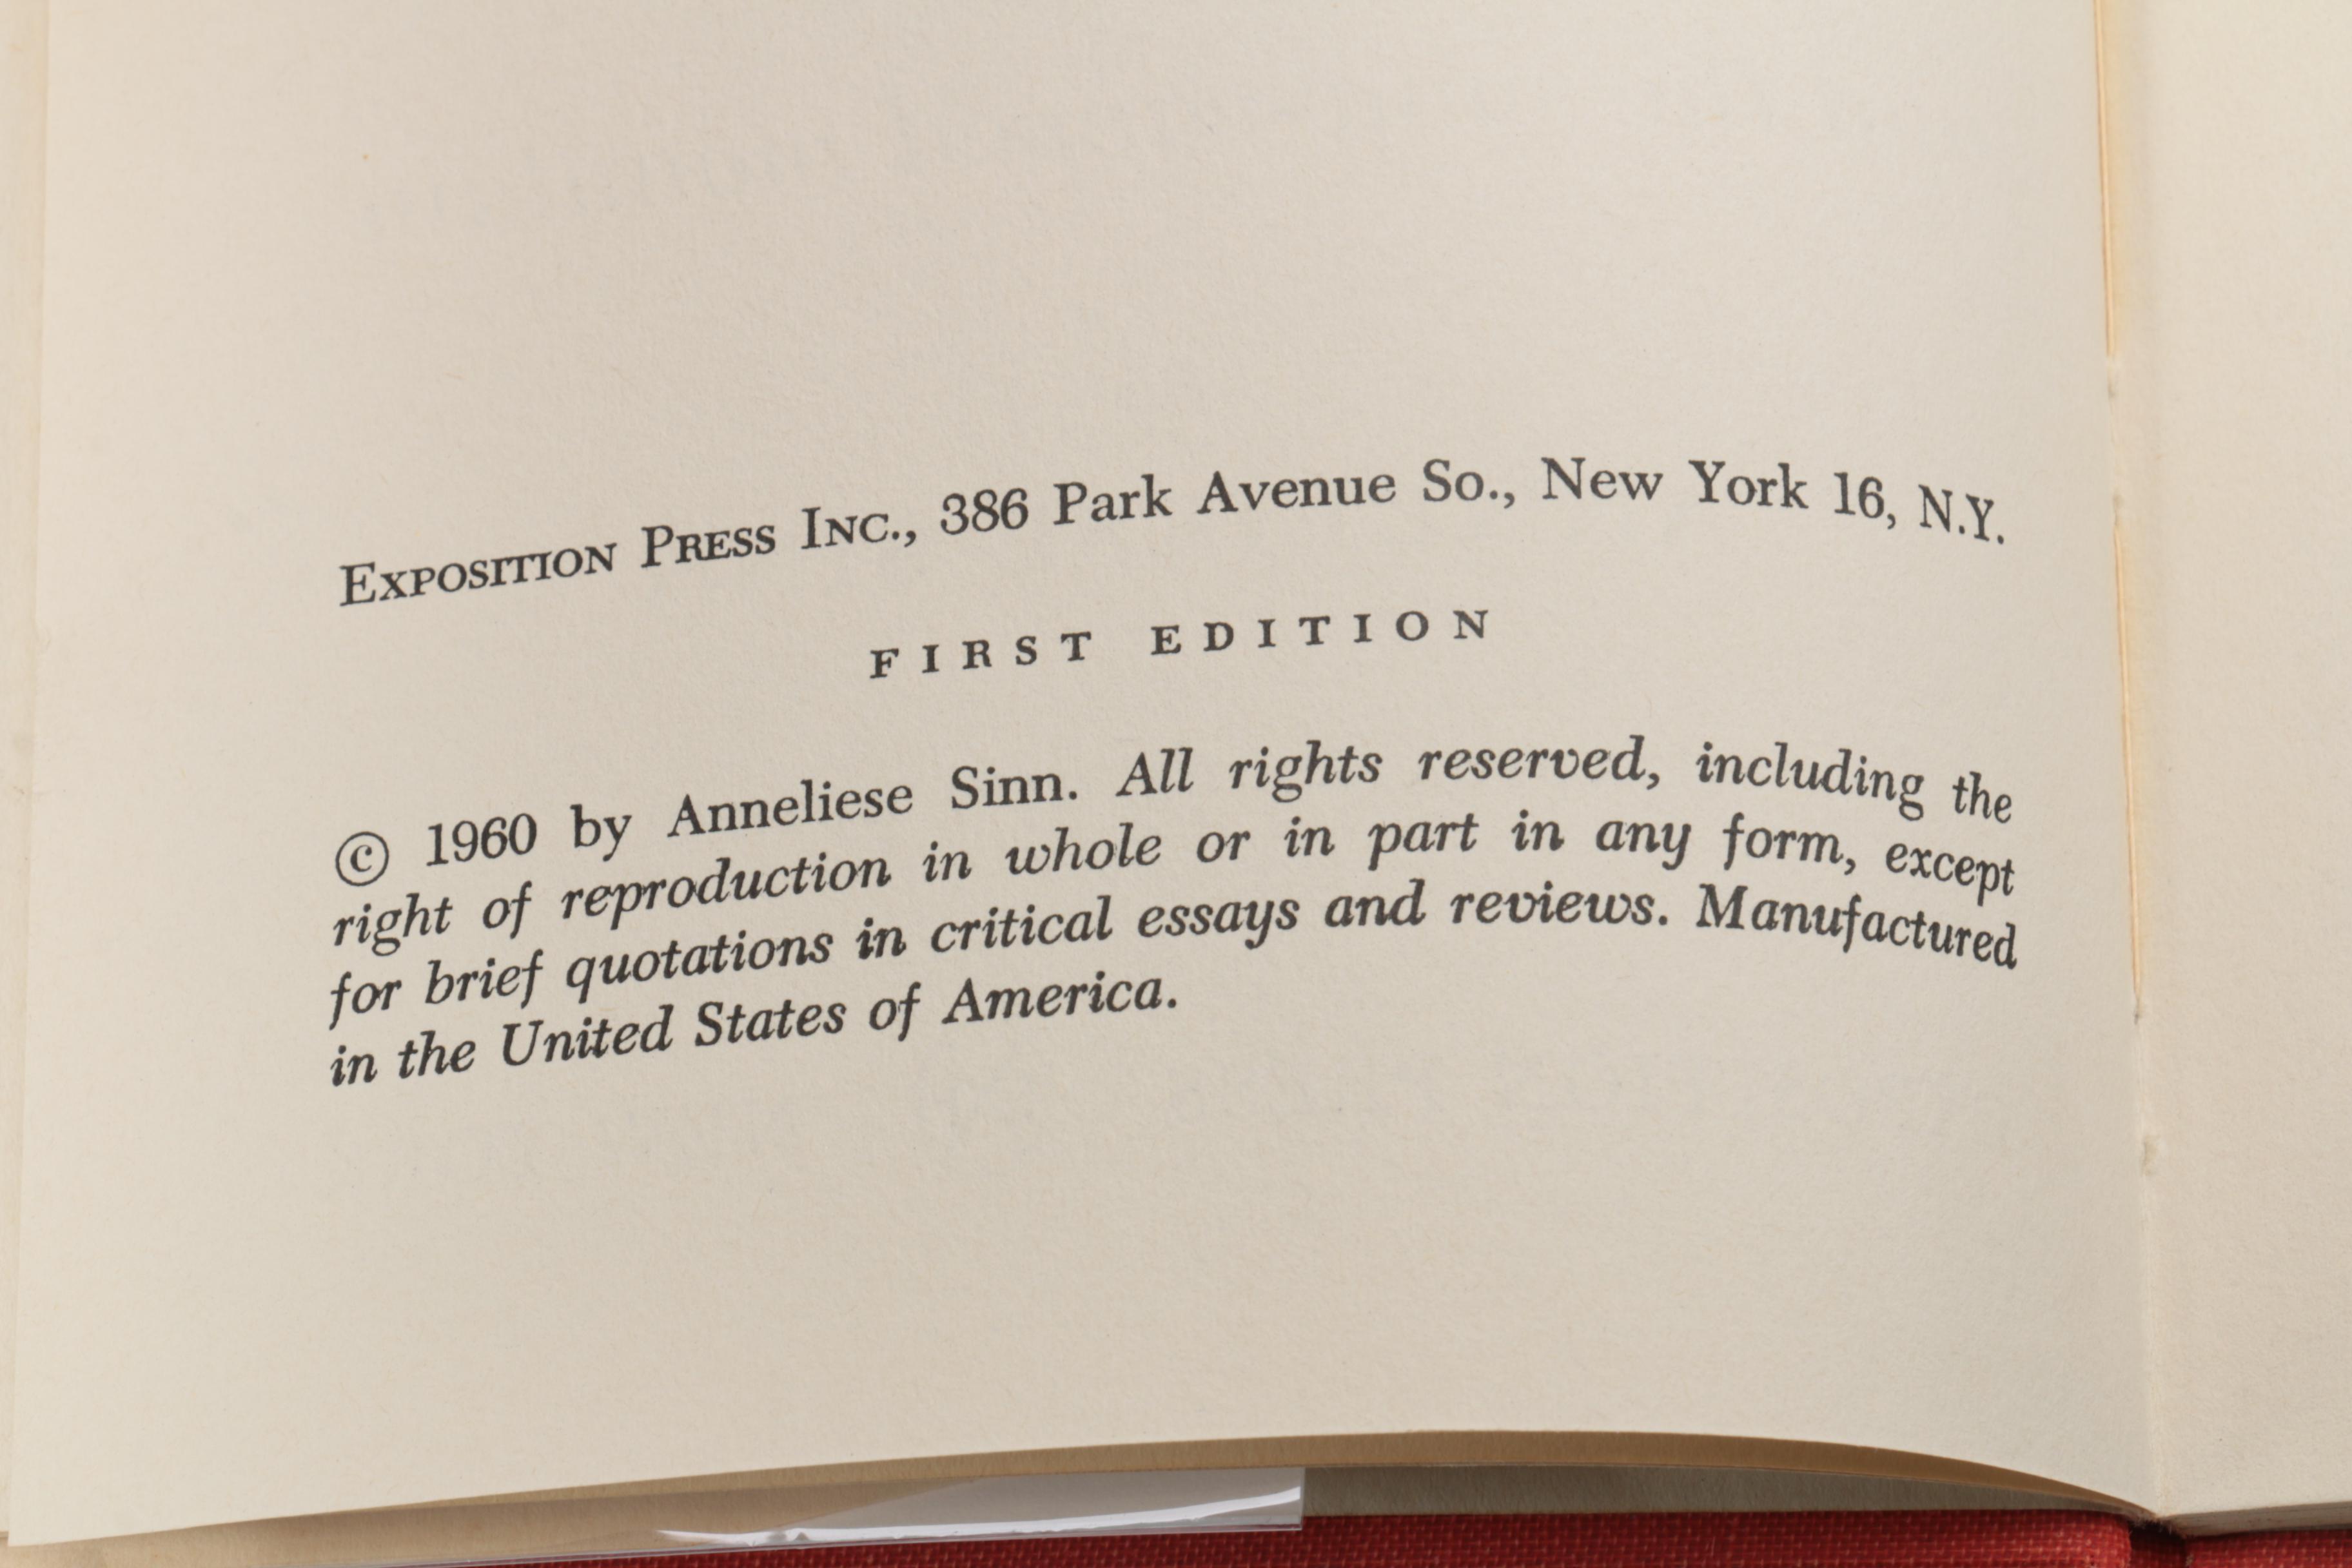 Exposition Press Inc., 386 Park Avenue So., New York 16, N.Y.
FIRST EDITION
© 1960 by Anneliese Sinn. All rights reserved, including the
right of reproduction in whole or in part in any form, except
for brief quotations in critical essays and reviews. Manufactured
in the United States of America.